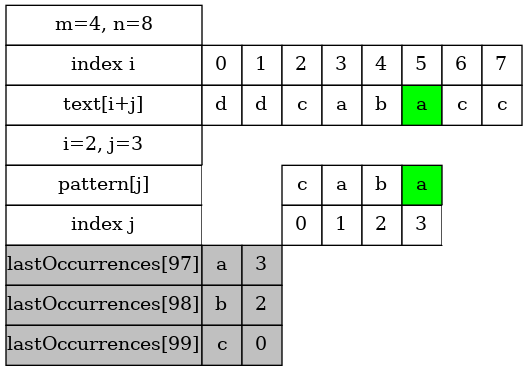 m=4, n=8
index i 0 1 2 3 4 5 6 7
text[i+j] d d c a b a c c
i=2, j=3
pattern[j] c a b a
index j 0 1 2 3
lastOccurrences[97] a 3
lastOccurrences[98] b 2
lastOccurrences[99] c 0